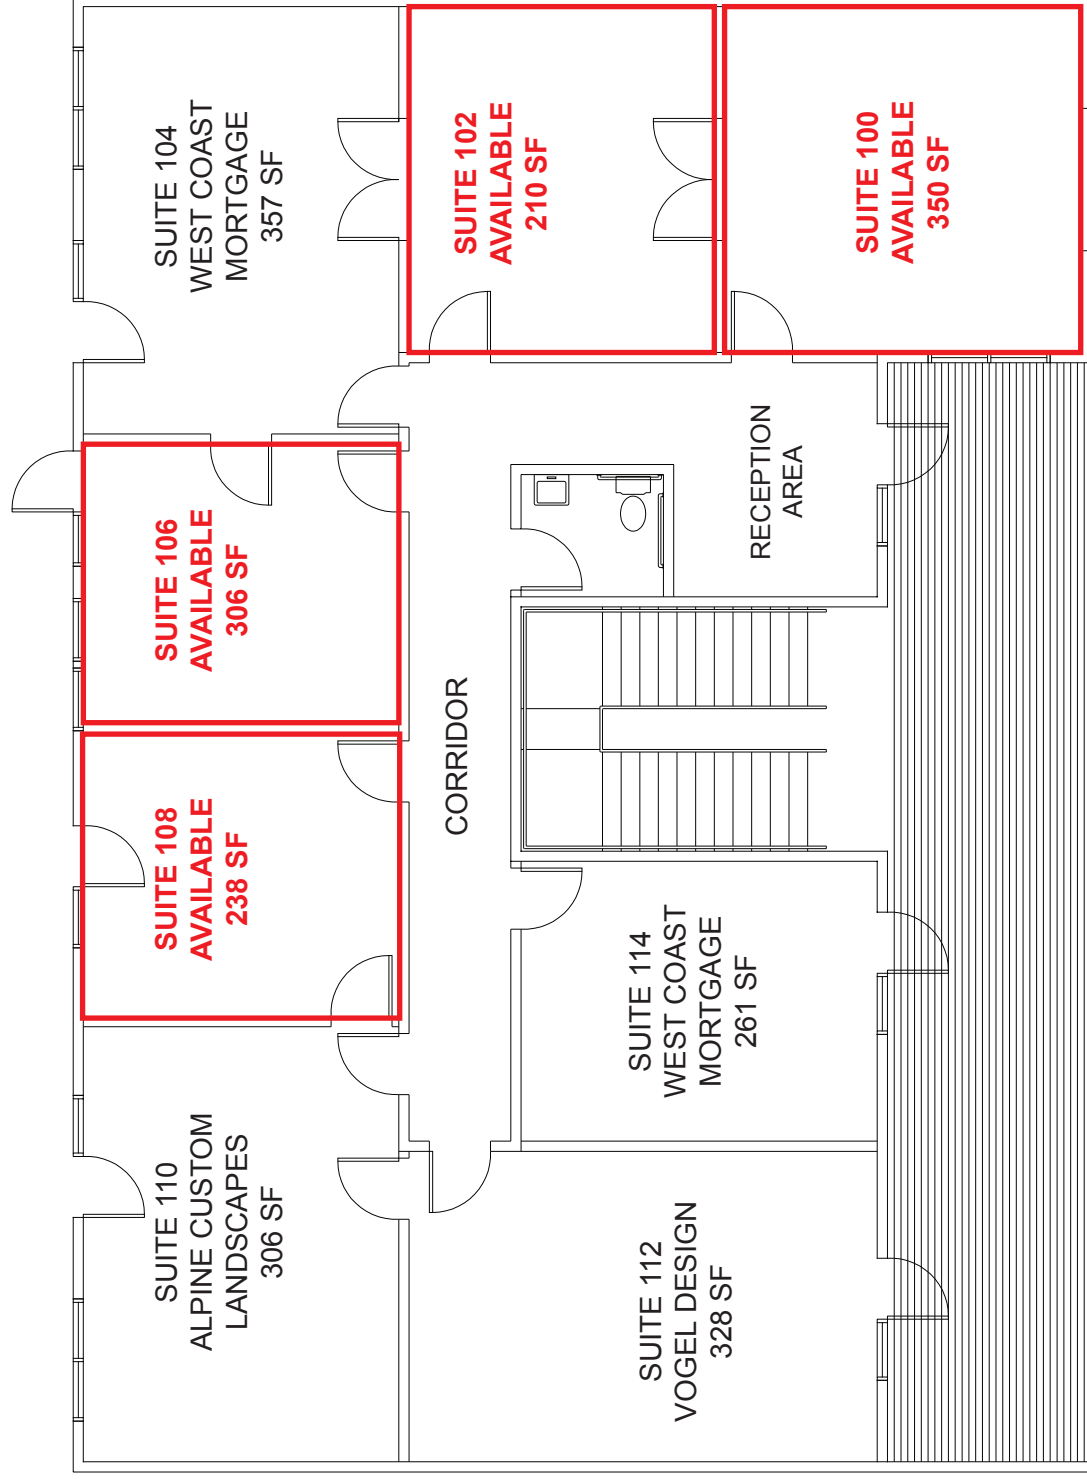 SUITE 110
ALPINE CUSTOM
LANDSCAPES
306 SF
SUITE 108
AVAILABLE
238 SF
SUITE 106
AVAILABLE
306 SF
SUITE 104
WEST COAST
MORTGAGE
357 SF
CORRIDOR
SUITE 102
AVAILABLE
210 SF
SUITE 112
VOGEL DESIGN
328 SF
SUITE 114
WEST COAST
MORTGAGE
261 SF
RECEPTION
AREA
SUITE 100
AVAILABLE
350 SF